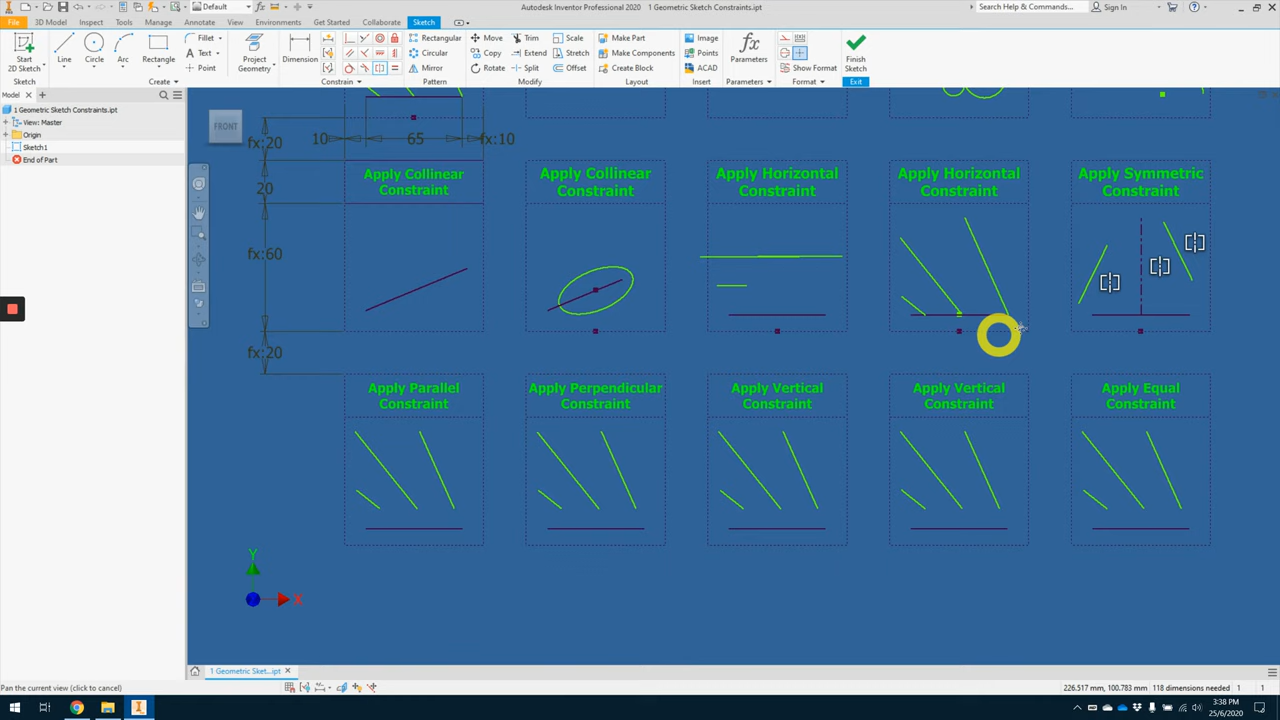 Default
Autodesk Inventor Professional 2020 1 Geometric Sketch Constraints.ipt
Search Help & Commands...
Sign In
File 3D Model Sketch Inspect Tools Manage Annotate View Environments Get Started Collaborate Sketch
Start
2D Sketch
Line
Circle
Arc
Rectangle
Fillet
Text
Point
Project
Geometry
Dimension
Rectangular
Circular
Mirror
Move
Copy
Rotate
Trim
Extend
Split
Scale
Stretch
Offset
Make Part
Make Components
Create Block
Image
Points
ACAD
fx
Parameters
Show Format
Finish
Sketch
Sketch Create Constrain Pattern Modify Layout Insert Parameters Format Exit
Model
1 Geometric Sketch Constraints.ipt
View: Master
Origin
Sketch1
End of Part
FRONT
fx:20
10
65
fx:10
20
fx:60
fx:20
Apply Collinear
Constraint
Apply Collinear
Constraint
Apply Horizontal
Constraint
Apply Horizontal
Constraint
Apply Symmetric
Constraint
Apply Parallel
Constraint
Apply Perpendicular
Constraint
Apply Vertical
Constraint
Apply Vertical
Constraint
Apply Equal
Constraint
Y
X
1 Geometric Sket...ipt
Pan the current view (click to cancel)
226.517 mm, 100.783 mm 118 dimensions needed 1 1
3:38 PM
25/6/2020